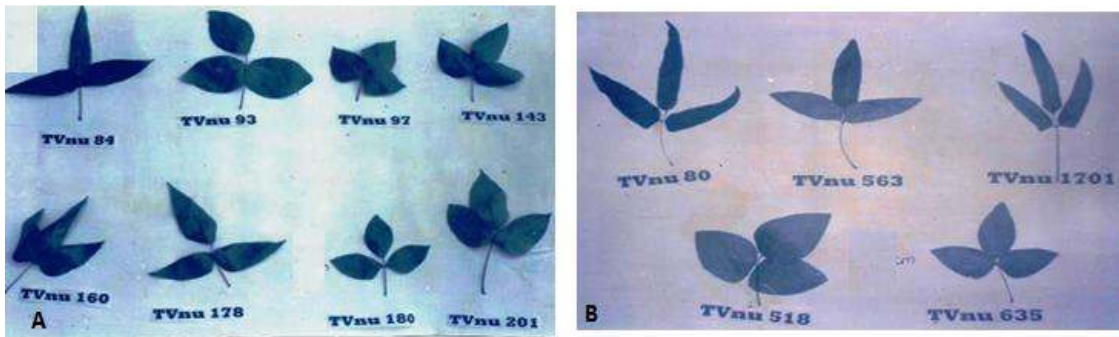 TVnu 84
TVnu 93
TVnu 97
TVnu 143
TVnu 160
TVnu 178
TVnu 180
TVnu 201
A
TVnu 80
TVnu 563
TVnu 1701
TVnu 518
TVnu 635
B